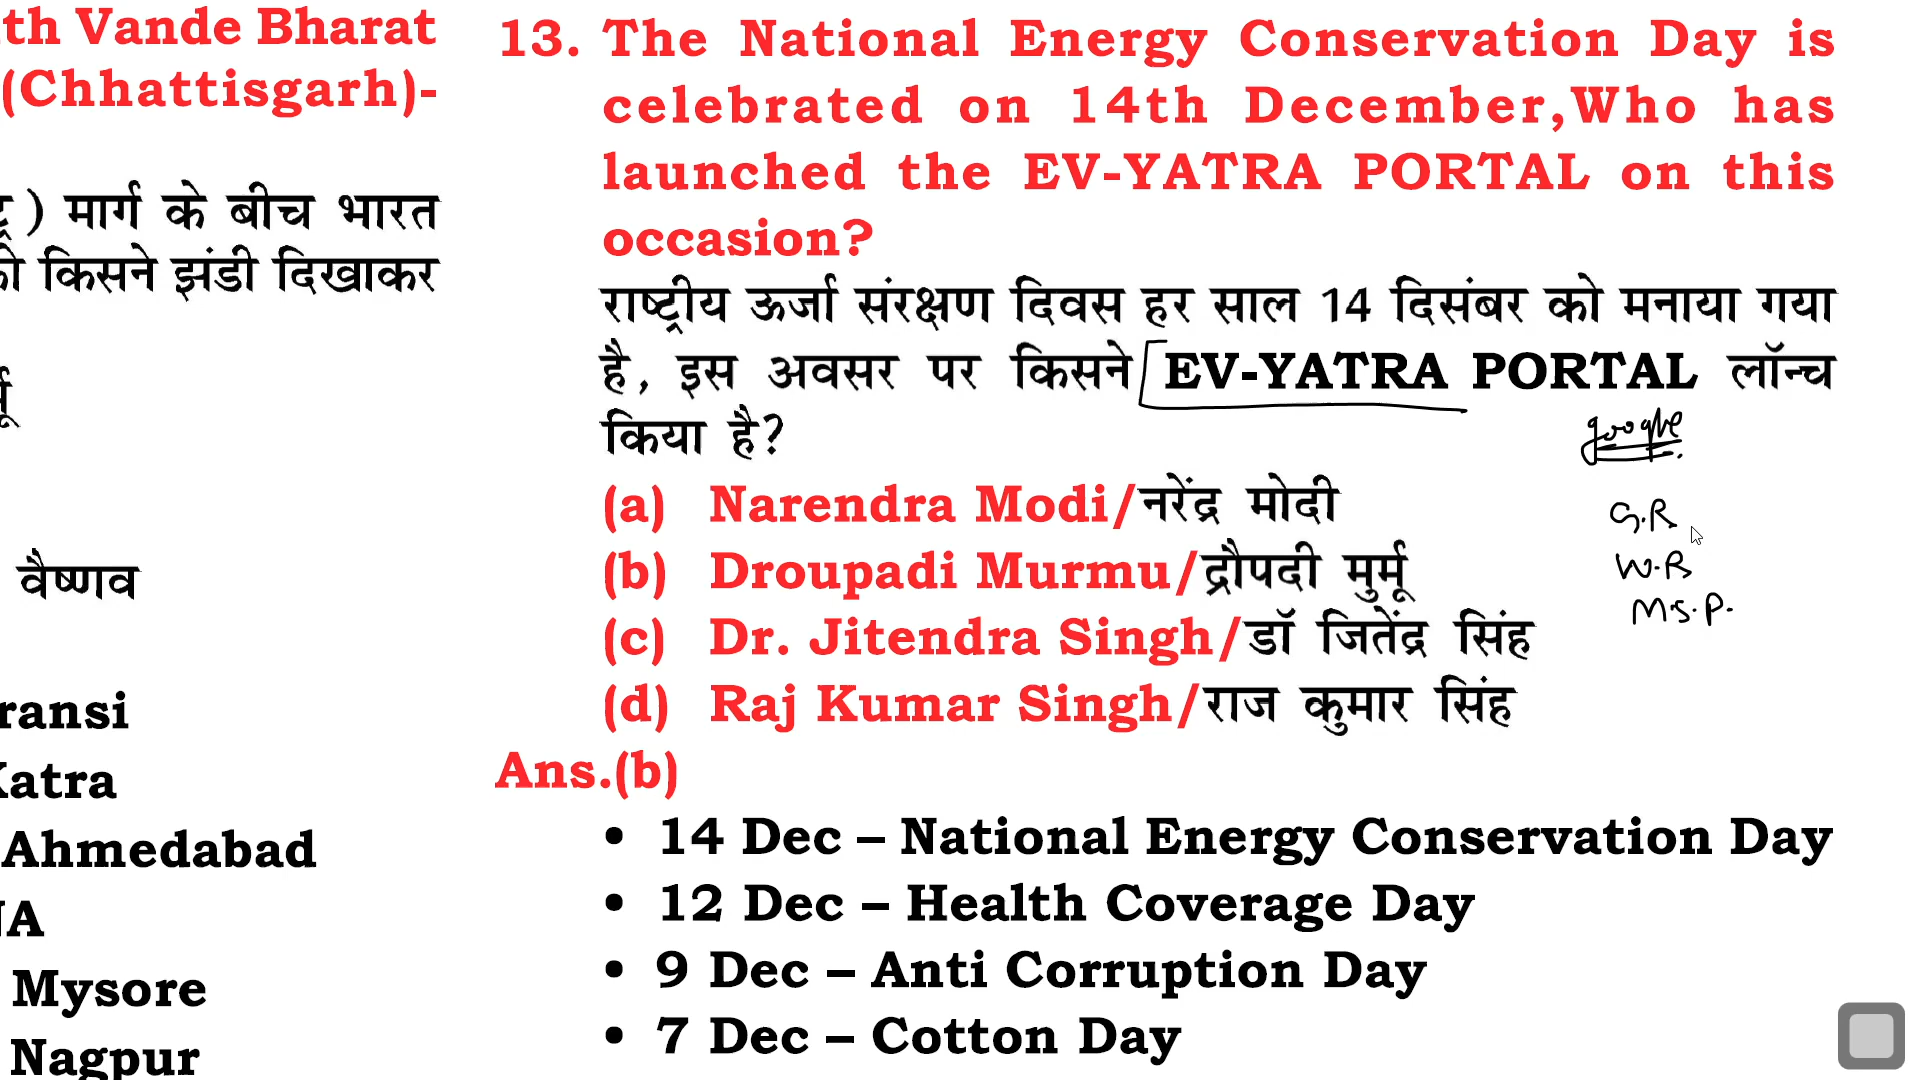 th Vande Bharat
(Chhattisgarh)-
) मार्ग के बीच भारत
किसने झंडी दिखाकर
वैष्णव
ransi
Katra
Ahmedabad
Mysore
Nagpur
13. The National Energy Conservation Day is
celebrated on 14th December,Who has
launched the EV-YATRA PORTAL on this
occasion?
राष्ट्रीय ऊर्जा संरक्षण दिवस हर साल 14 दिसंबर को मनाया गया
है, इस अवसर पर किसने EV-YATRA PORTAL लॉन्च
किया है?
google
(a) Narendra Modi/नरेंद्र मोदी
G.R
(b) Droupadi Murmu/द्रौपदी मुर्मू
W.R
(c) Dr. Jitendra Singh/डॉ जितेंद्र सिंह
M.S.P.
(d) Raj Kumar Singh/राज कुमार सिंह
Ans.(b)
• 14 Dec – National Energy Conservation Day
• 12 Dec – Health Coverage Day
• 9 Dec – Anti Corruption Day
• 7 Dec – Cotton Day